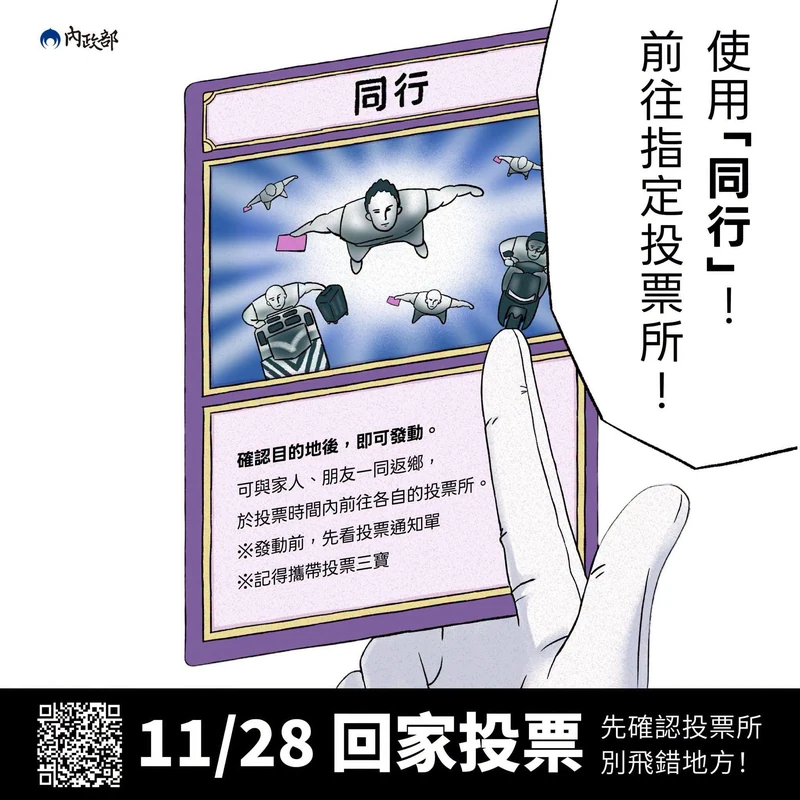 內政部
使用「同行」！
前往指定投票所！
同行
確認目的地後，即可發動。
可與家人、朋友一同返鄉，
於投票時間內前往各自的投票所。
※發動前，先看投票通知單
※記得攜帶投票三寶
11/28 回家投票
先確認投票所
別飛錯地方！